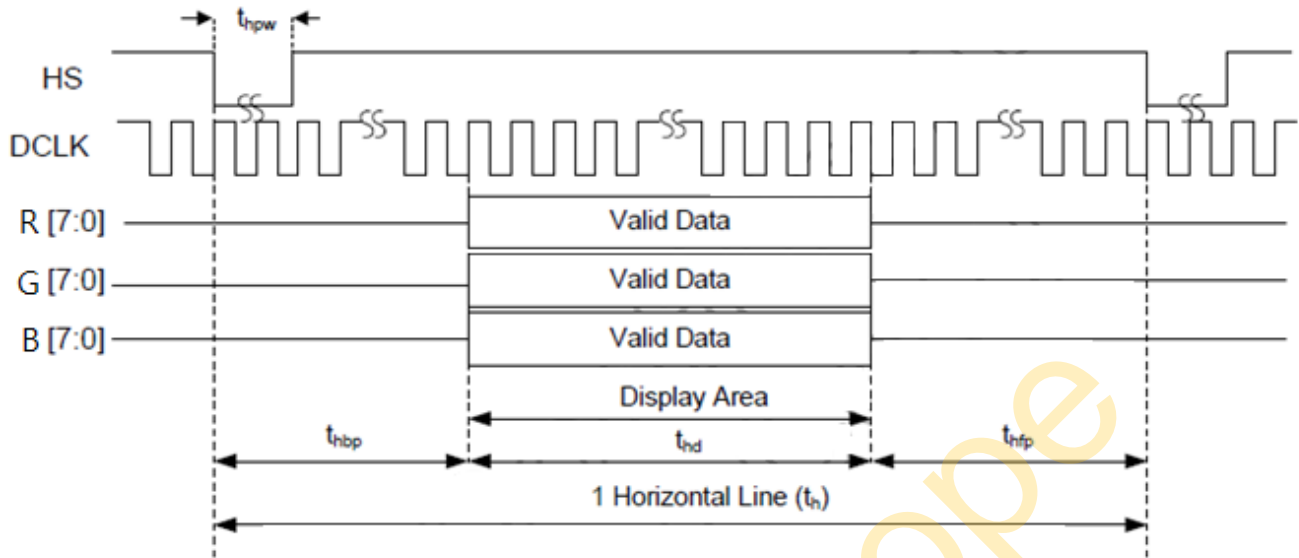 thpw
HS
DCLK
R [7:0] Valid Data
G [7:0] Valid Data
B [7:0] Valid Data
Display Area
thbp thd thfp
1 Horizontal Line (th)
ope